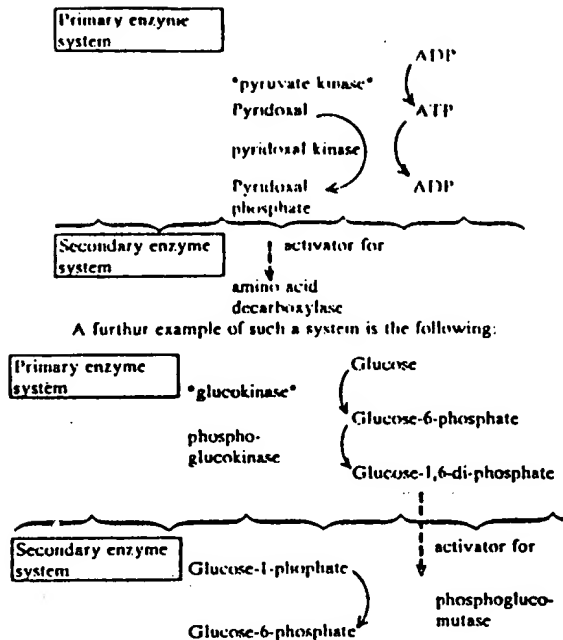 Primary enzyme
system
ADP
"pyruvate kinase"
Pyridoxal
ATP
pyridoxal kinase
Pyridoxal
phosphate
ADP
Secondary enzyme
system
activator for
amino acid
decarboxylase
A furthur example of such a system is the following:
Primary enzyme
system
"glucokinase"
Glucose
phospho-
glucokinase
Glucose-6-phosphate
Glucose-1,6-di-phosphate
Secondary enzyme
system
activator for
Glucose-1-phophate
phosphogluco-
mutase
Glucose-6-phosphate